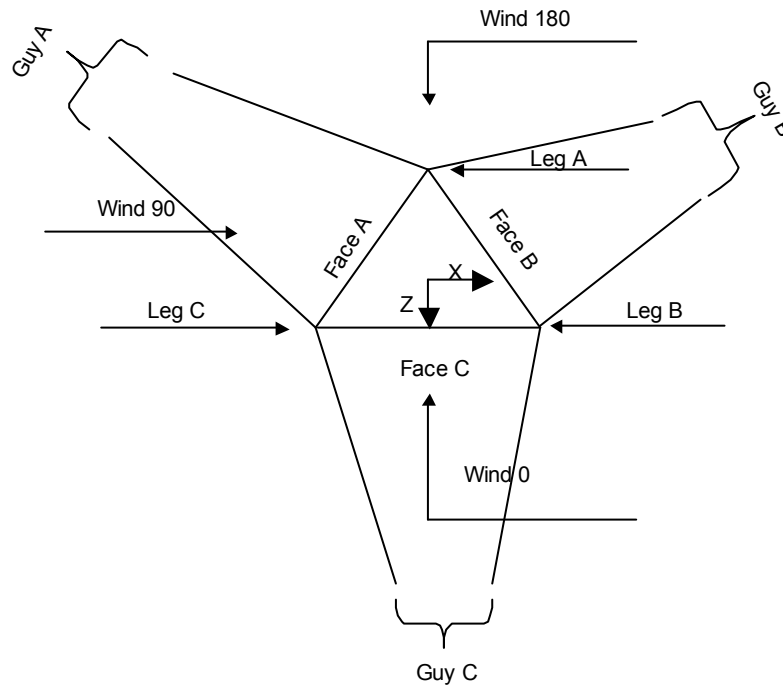 Wind 180
Guy A
Guy B
Leg A
Wind 90
Face A
Face B
X
Z
Leg C
Leg B
Face C
Wind 0
Guy C